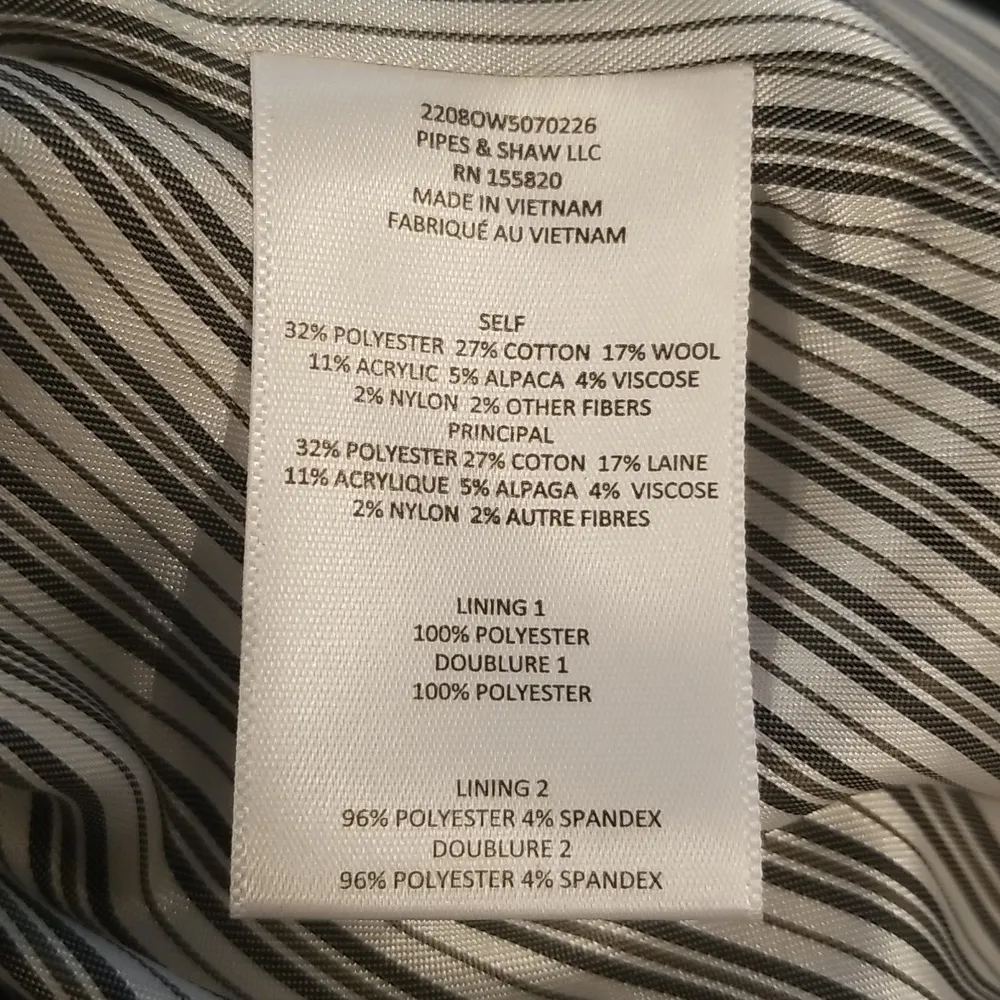 2208OW5070226
PIPES & SHAW LLC
RN 155820
MADE IN VIETNAM
FABRIQUÉ AU VIETNAM
SELF
32% POLYESTER 27% COTTON 17% WOOL
11% ACRYLIC 5% ALPACA 4% VISCOSE
2% NYLON 2% OTHER FIBERS
PRINCIPAL
32% POLYESTER 27% COTON 17% LAINE
11% ACRYLIQUE 5% ALPAGA 4% VISCOSE
2% NYLON 2% AUTRE FIBRES
LINING 1
100% POLYESTER
DOUBLURE 1
100% POLYESTER
LINING 2
96% POLYESTER 4% SPANDEX
DOUBLURE 2
96% POLYESTER 4% SPANDEX